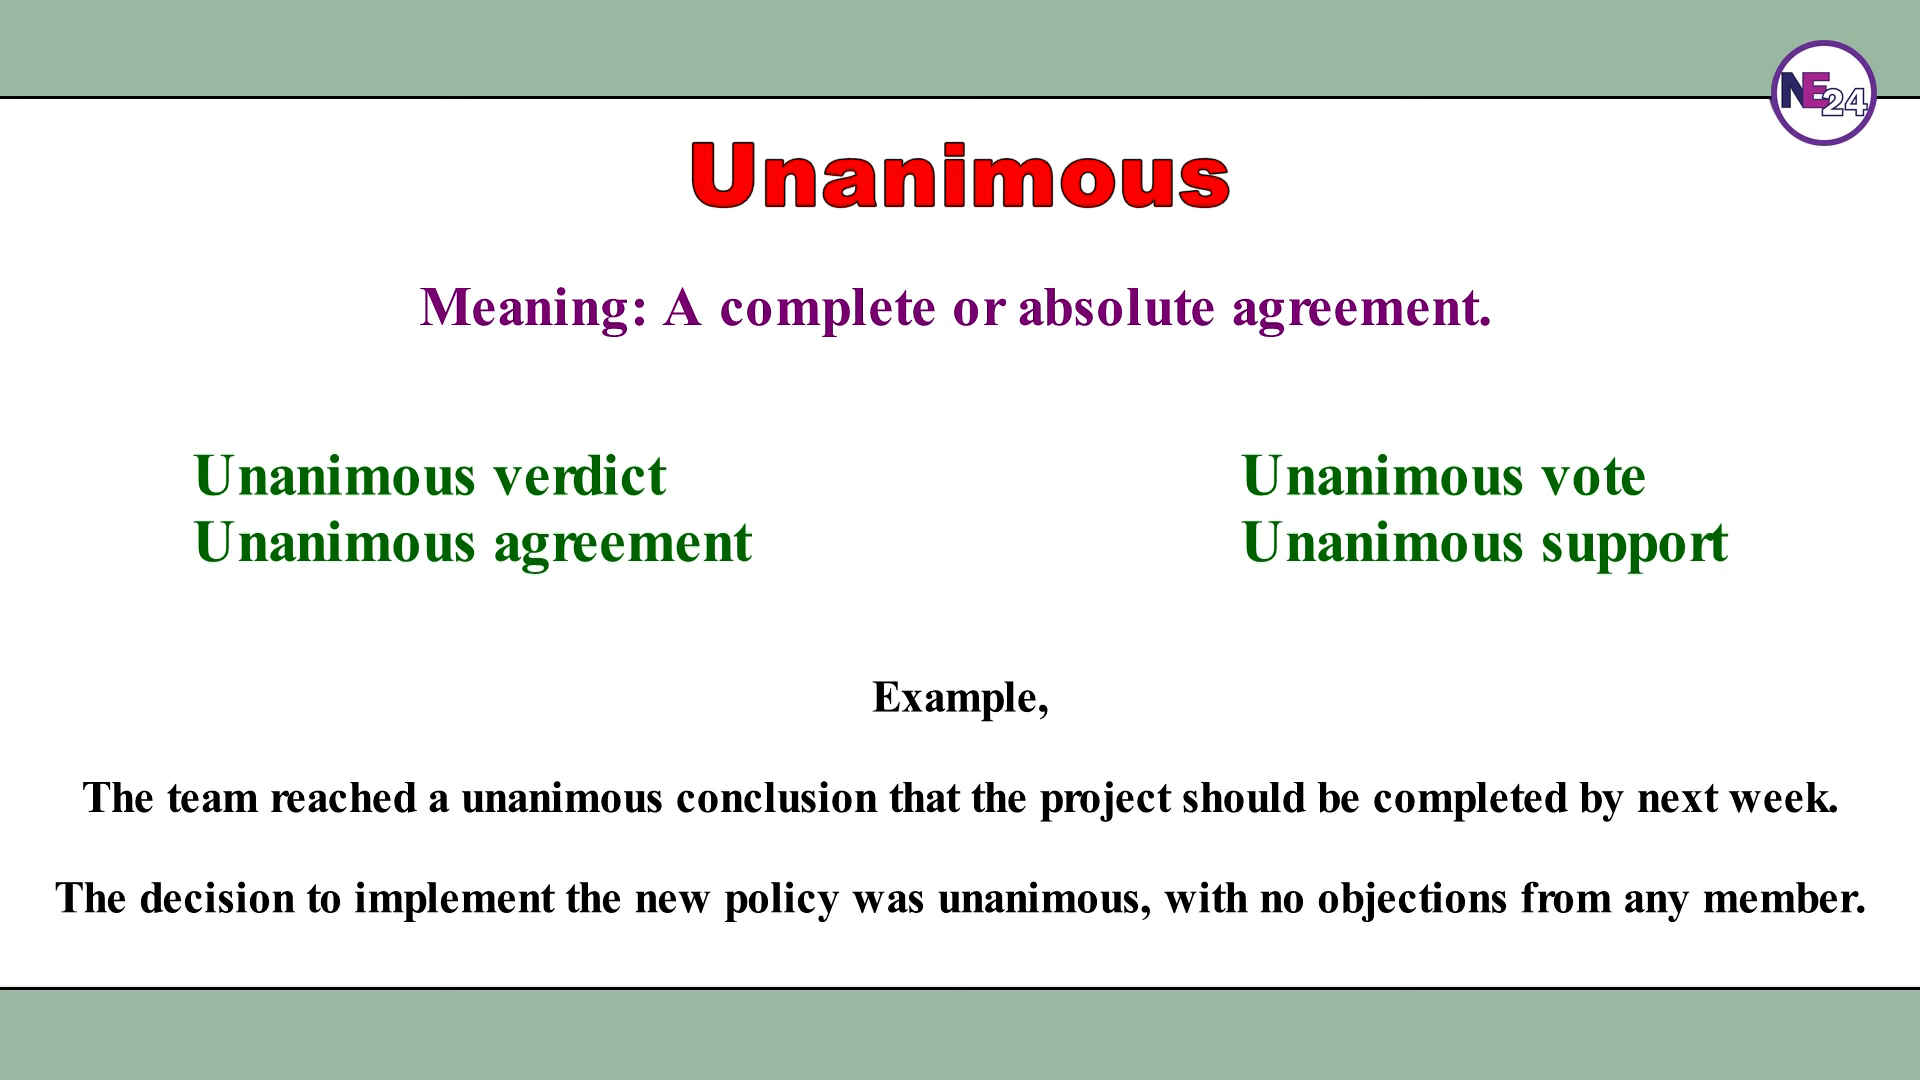 NE24
Unanimous
Meaning: A complete or absolute agreement.
Unanimous verdict
Unanimous agreement
Unanimous vote
Unanimous support
Example,
The team reached a unanimous conclusion that the project should be completed by next week.
The decision to implement the new policy was unanimous, with no objections from any member.